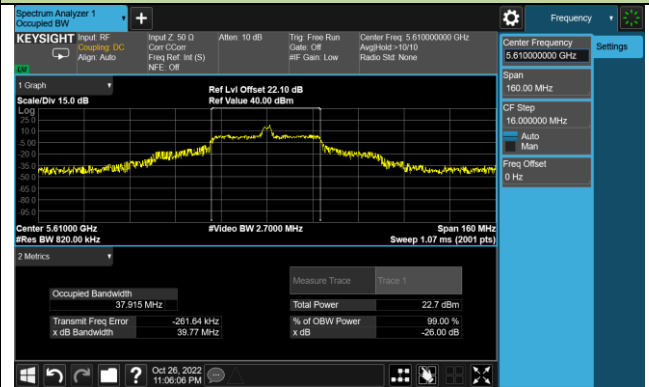 Spectrum Analyzer 1
Occupied BW
+
Frequency
KEYSIGHT
Input: RF
Coupling: DC
Align: Auto
Input Z: 50 Ω
Corr CCorr
Freq Ref: Int (S)
NFE: Off
Atten: 10 dB
Trig: Free Run
Gate: Off
#IF Gain: Low
Center Freq: 5.610000000 GHz
Avg|Hold:>10/10
Radio Std: None
LXI
Center Frequency
5.610000000 GHz
Settings
Span
160.00 MHz
CF Step
16.000000 MHz
Auto
Man
Freq Offset
0 Hz
1 Graph
Scale/Div 15.0 dB
Ref Lvl Offset 22.10 dB
Ref Value 40.00 dBm
Log
25.0
10.0
-5.00
-20.0
-35.0
-50.0
-65.0
-80.0
-95.0
Center 5.61000 GHz
#Res BW 820.00 kHz
#Video BW 2.7000 MHz
Span 160 MHz
Sweep 1.07 ms (2001 pts)
2 Metrics
Measure Trace
Trace 1
Occupied Bandwidth
37.915 MHz
Total Power
22.7 dBm
Transmit Freq Error
-261.64 kHz
% of OBW Power
99.00 %
x dB Bandwidth
39.77 MHz
x dB
-26.00 dB
?
Oct 26, 2022
11:06:06 PM